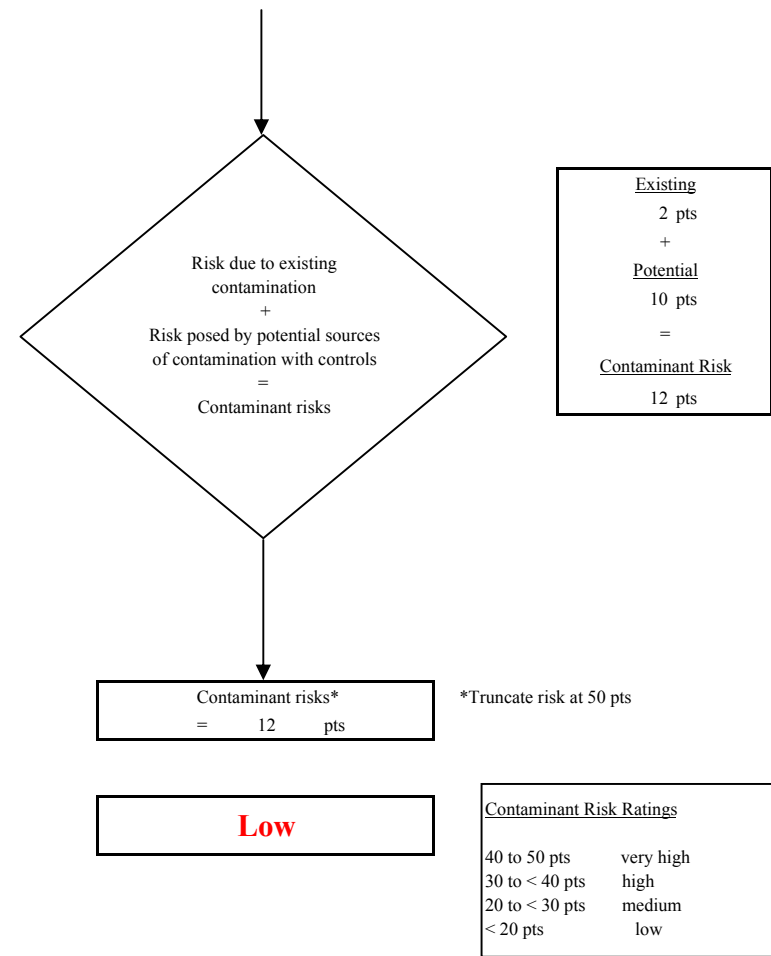 Risk due to existing
contamination
+
Risk posed by potential sources
of contamination with controls
=
Contaminant risks
Existing
2 pts
+
Potential
10 pts
=
Contaminant Risk
12 pts
Contaminant risks*
= 12 pts
*Truncate risk at 50 pts
Low
Contaminant Risk Ratings
40 to 50 pts very high
30 to < 40 pts high
20 to < 30 pts medium
< 20 pts low